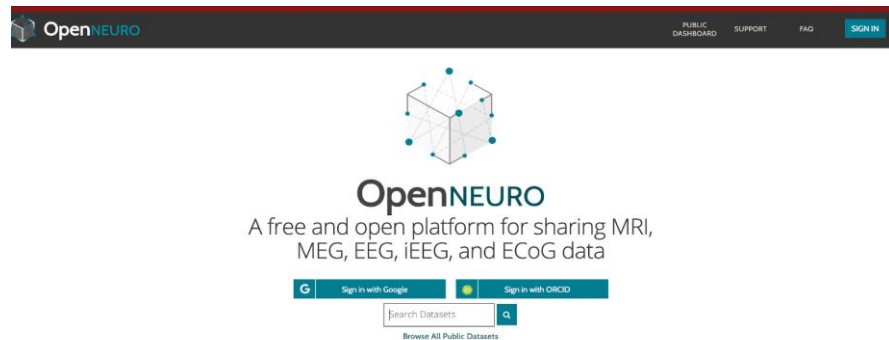 OpenNEURO
PUBLIC
DASHBOARD
SUPPORT
FAQ
SIGN IN
OpenNEURO
A free and open platform for sharing MRI,
MEG, EEG, iEEG, and ECoG data
G Sign in with Google
Sign in with ORCID
Search Datasets
Browse All Public Datasets